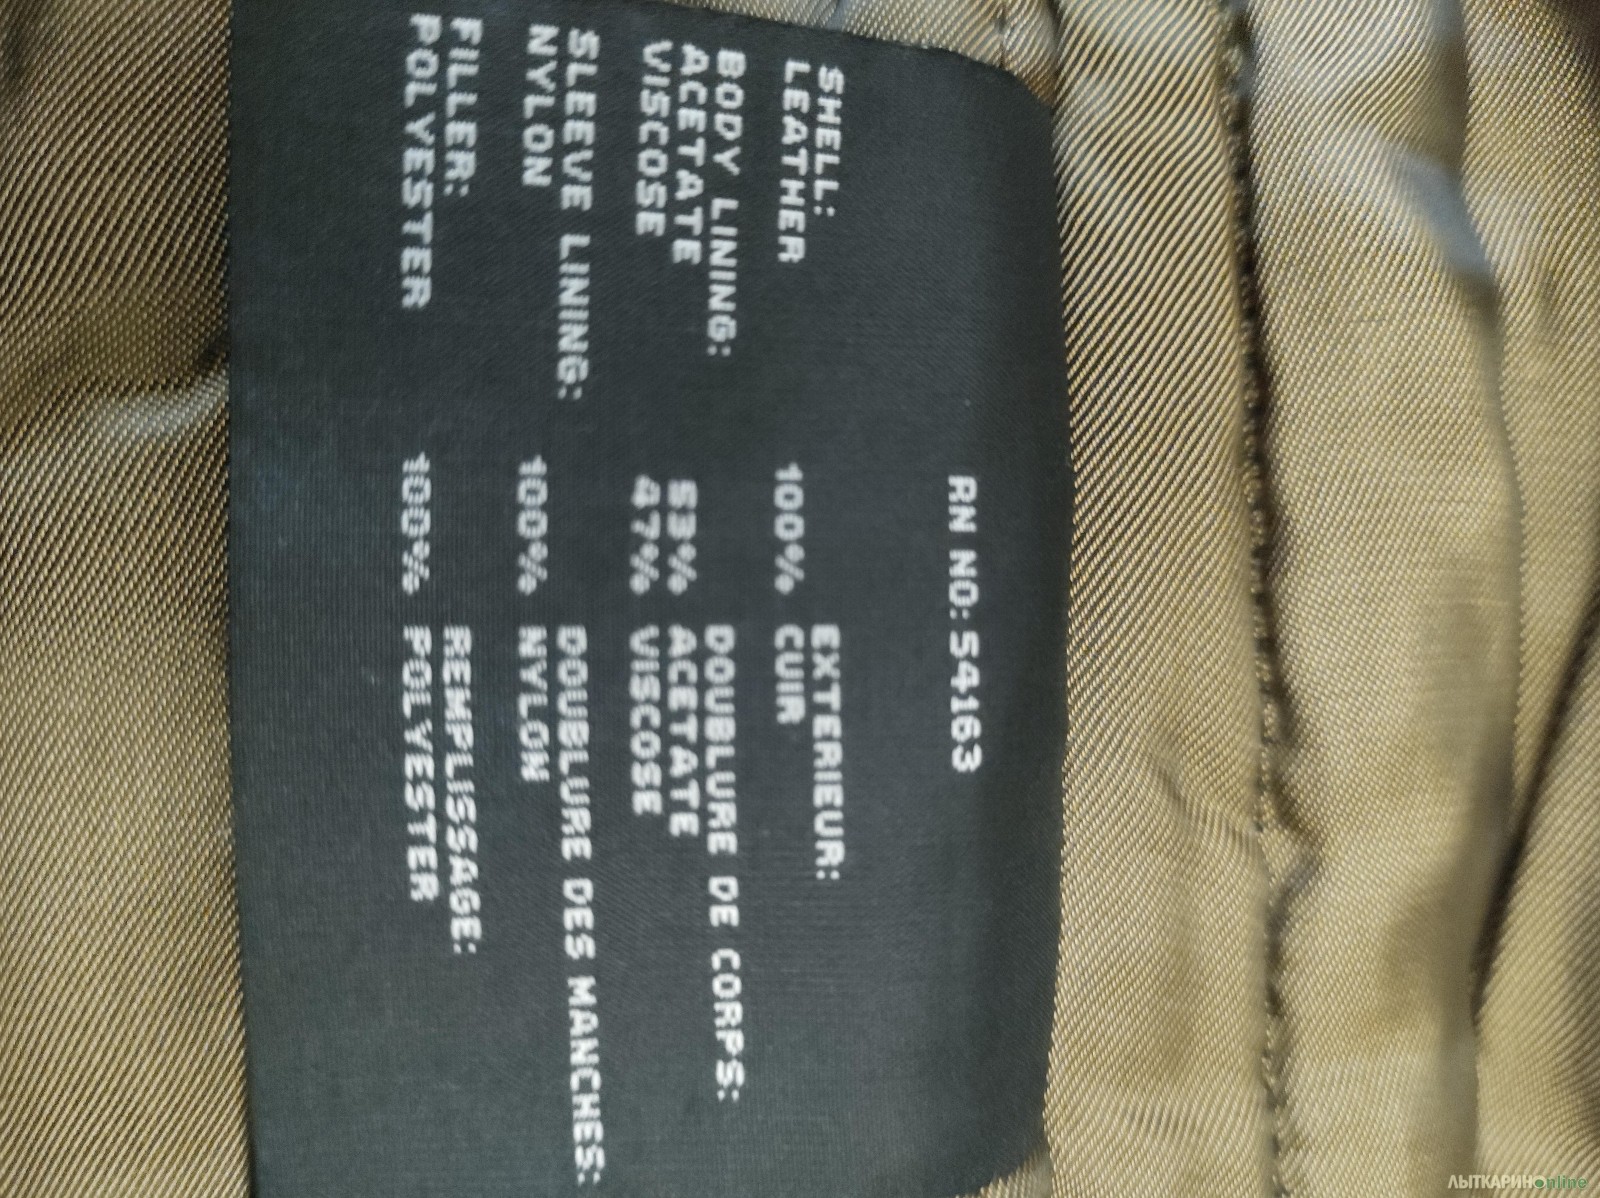 RN NO: 54163
SHELL:
LEATHER 100%
BODY LINING:
ACETATE 53%
VISCOSE 47%
SLEEVE LINING:
NYLON 100%
FILLER:
POLYESTER 100%
EXTERIEUR:
CUIR
DOUBLURE DE CORPS:
ACETATE
VISCOSE
DOUBLURE DES MANCHES:
NYLON
REMPLISSAGE:
POLYESTER
ЛЫТКАРИНОonline